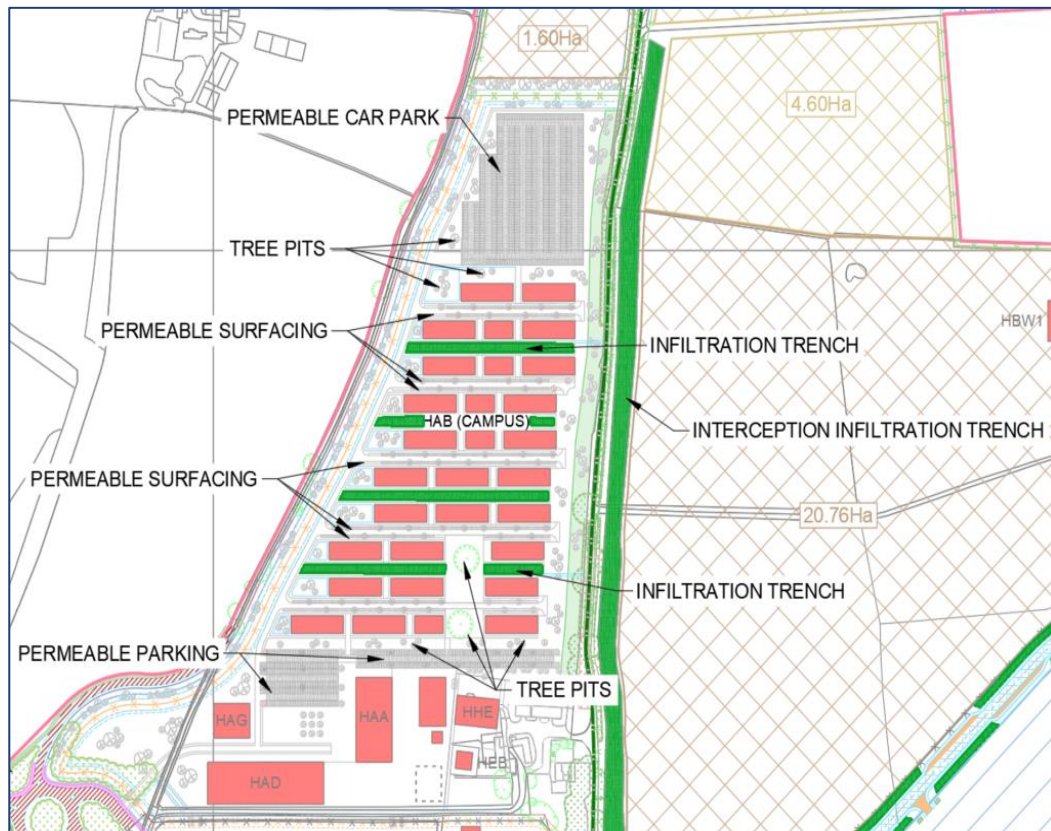 1.60Ha
4.60Ha
PERMEABLE CAR PARK
TREE PITS
PERMEABLE SURFACING
INFILTRATION TRENCH
HBW1
HAB (CAMPUS)
INTERCEPTION INFILTRATION TRENCH
PERMEABLE SURFACING
20.76Ha
INFILTRATION TRENCH
PERMEABLE PARKING
TREE PITS
HAG
HAA
HHE
HEB
HAD